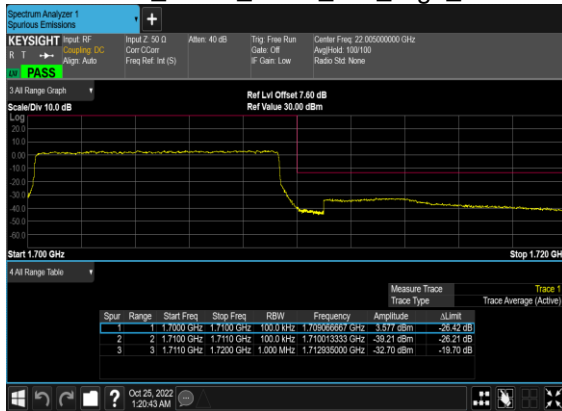 Spectrum Analyzer 1
Spurious Emissions
+
KEYSIGHT Input: RF Input Z: 50 Ω Atten: 40 dB Trig: Free Run Center Freq: 22.005000000 GHz
R T Coupling: DC Corr CCorr Gate: Off Avg|Hold: 100/100
Align: Auto Freq Ref: Int (S) IF Gain: Low Radio Std: None
PASS
3 All Range Graph
Ref Lvl Offset 7.60 dB
Scale/Div 10.0 dB Ref Value 30.00 dBm
Log
20.0
10.0
0.00
-10.0
-20.0
-30.0
-40.0
-50.0
-60.0
Start 1.700 GHz Stop 1.720 GH
4 All Range Table
Measure Trace Trace 1
Trace Type Trace Average (Active)
Spur Range Start Freq Stop Freq RBW Frequency Amplitude ΔLimit
1 1 1.7000 GHz 1.7100 GHz 100.0 kHz 1.709066667 GHz 3.577 dBm -26.42 dB
2 2 1.7100 GHz 1.7110 GHz 100.0 kHz 1.710013333 GHz -39.21 dBm -26.21 dB
3 3 1.7110 GHz 1.7200 GHz 1.000 MHz 1.712935000 GHz -32.70 dBm -19.70 dB
? Oct 25, 2022
1:20:43 AM